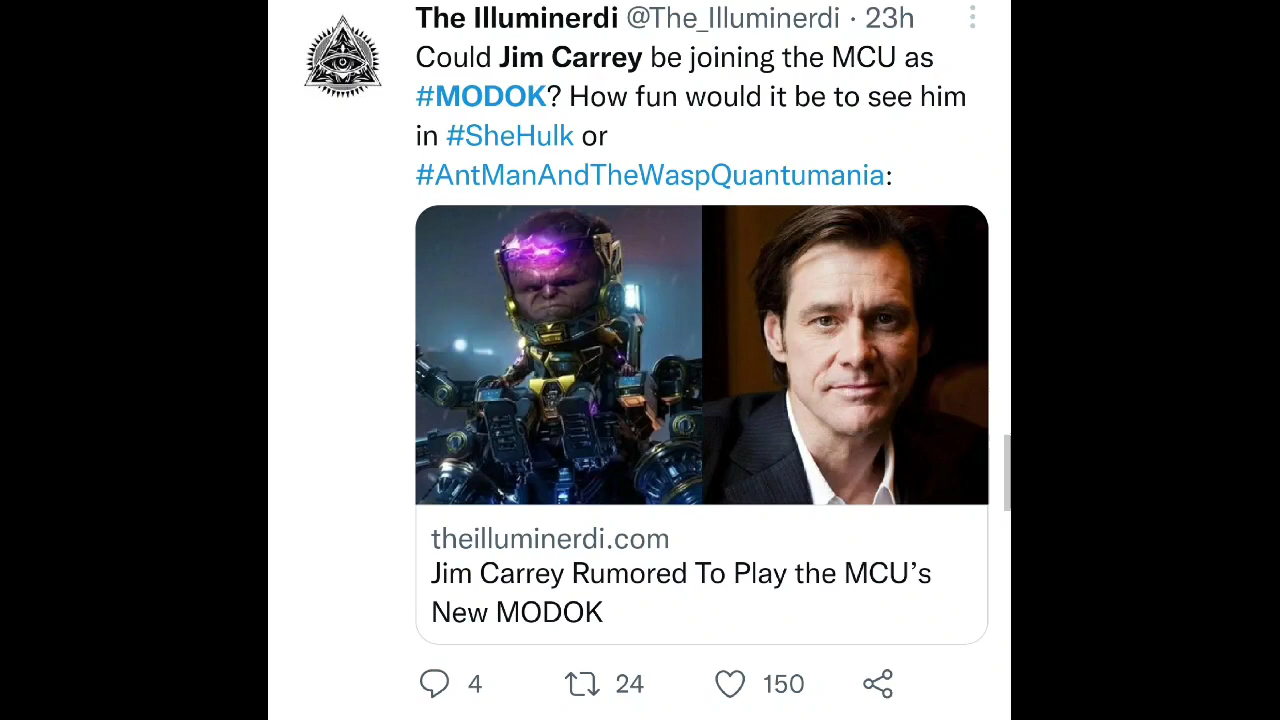 The Illuminerdi @The_Illuminerdi · 23h
Could Jim Carrey be joining the MCU as
#MODOK? How fun would it be to see him
in #SheHulk or
#AntManAndTheWaspQuantumania:
theilluminerdi.com
Jim Carrey Rumored To Play the MCU’s
New MODOK
4 24 150